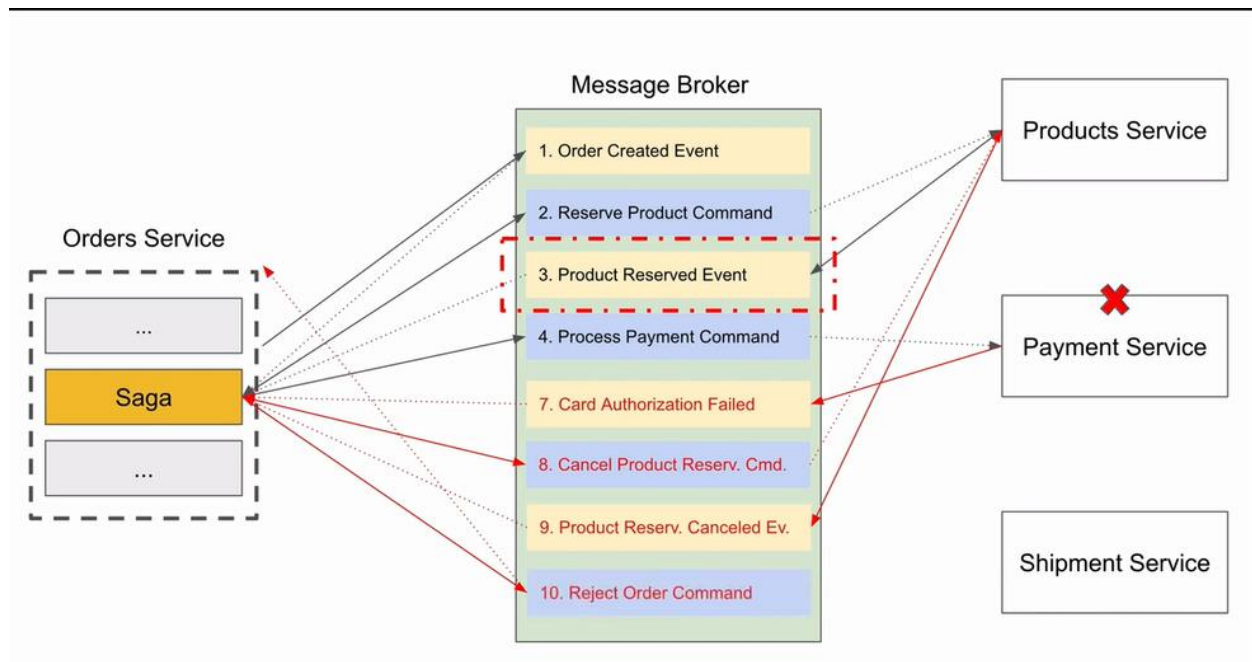 Message Broker
Orders Service
...
Saga
...
1. Order Created Event
2. Reserve Product Command
3. Product Reserved Event
4. Process Payment Command
7. Card Authorization Failed
8. Cancel Product Reserv. Cmd.
9. Product Reserv. Canceled Ev.
10. Reject Order Command
Products Service
Payment Service
Shipment Service